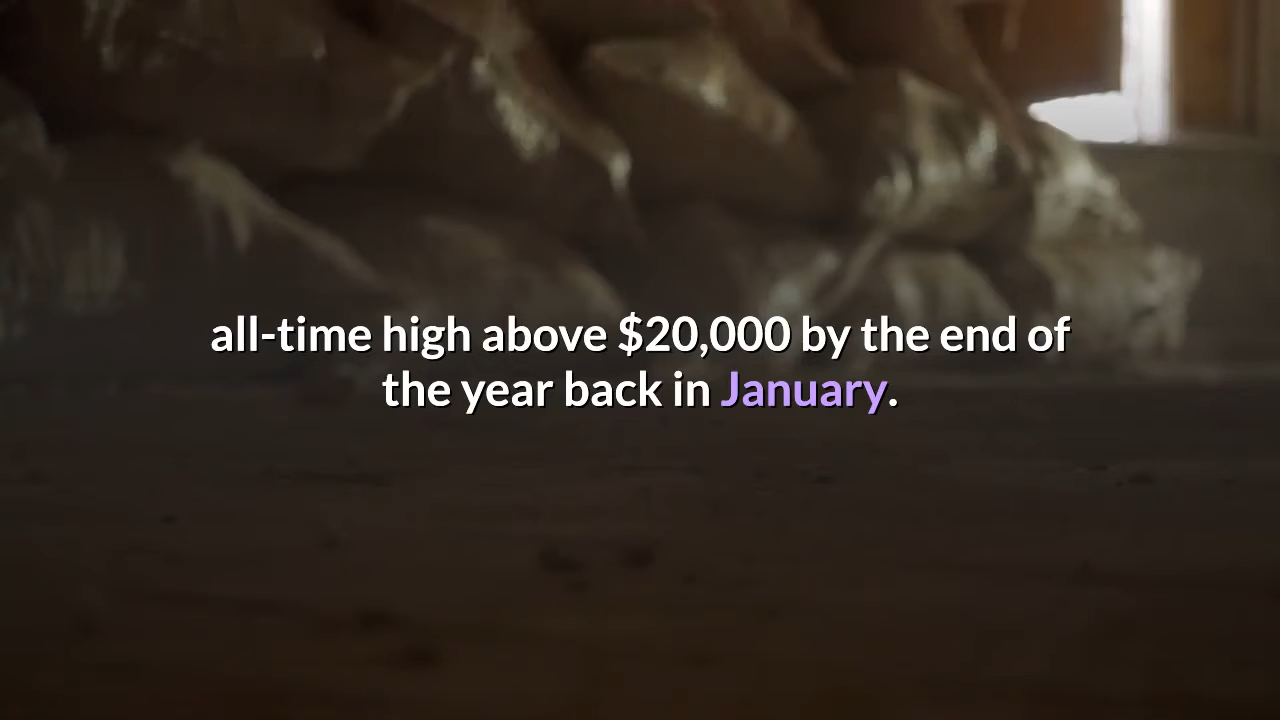 all-time high above $20,000 by the end of
the year back in January.